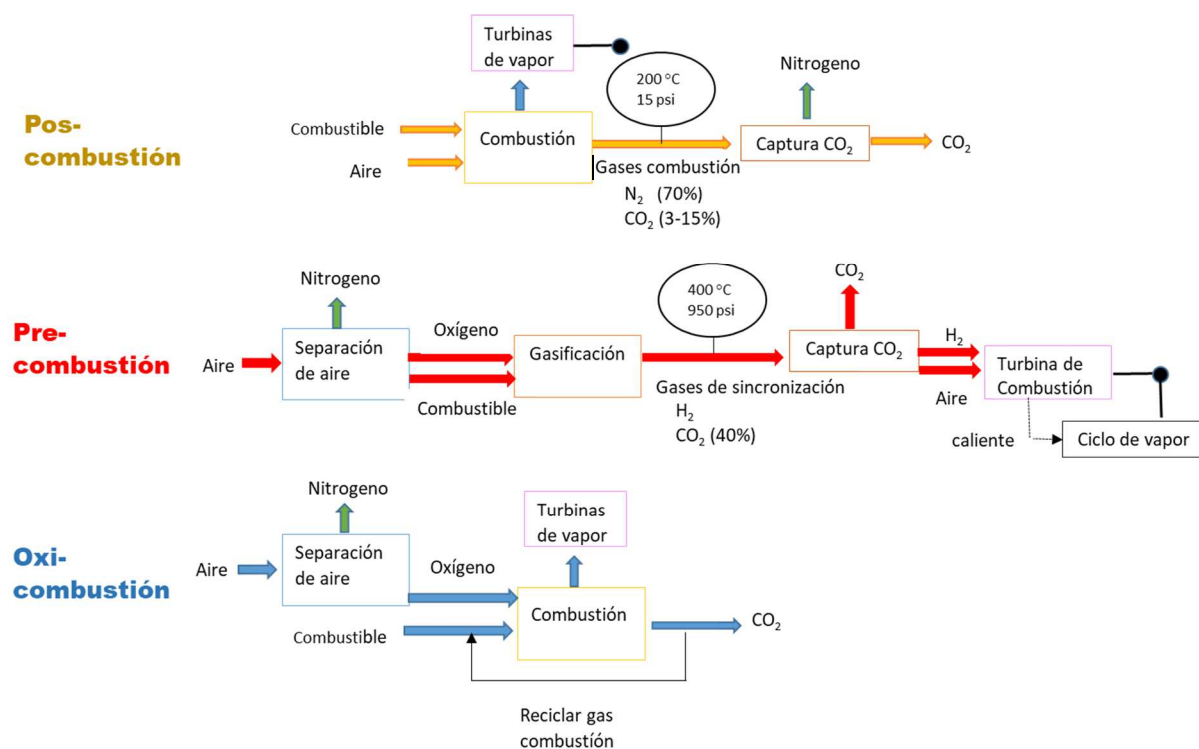 Pos-
combustión
Combustible
Aire
Turbinas
de vapor
Combustión
200 °C
15 psi
Gases combustión
N₂ (70%)
CO₂ (3-15%)
Nitrogeno
Captura CO₂
CO₂
Pre-
combustión
Aire
Nitrogeno
Separación
de aire
Oxígeno
Combustible
Gasificación
400 °C
950 psi
Gases de sincronización
H₂
CO₂ (40%)
CO₂
Captura CO₂
H₂
Aire
Turbina de
Combustión
caliente
Ciclo de vapor
Oxi-
combustión
Aire
Nitrogeno
Separación
de aire
Oxígeno
Combustible
Turbinas
de vapor
Combustión
CO₂
Reciclar gas
combustíón